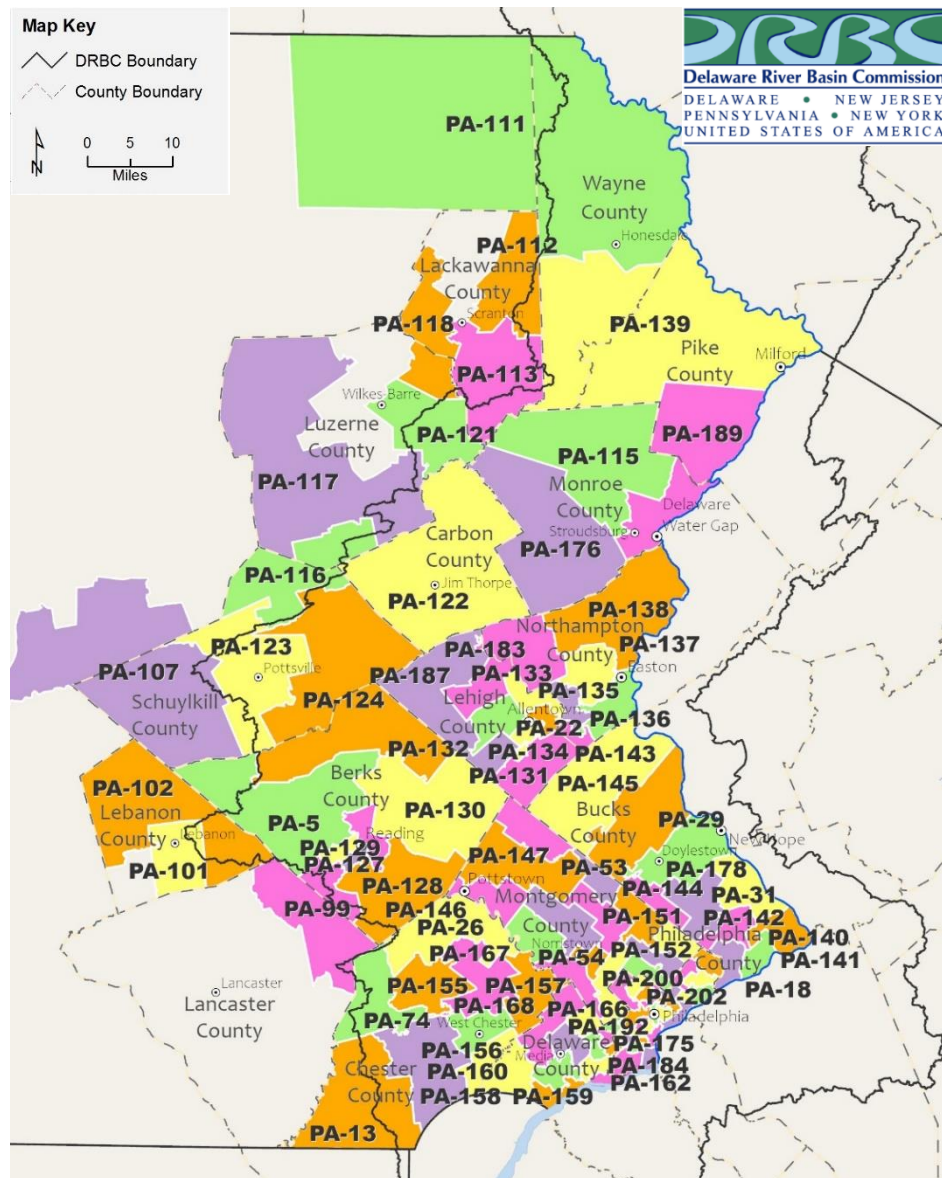 Map Key
DRBC Boundary
County Boundary
N
0 5 10
Miles
DRBC
Delaware River Basin Commission
DELAWARE • NEW JERSEY
PENNSYLVANIA • NEW YORK
UNITED STATES OF AMERICA
PA-111
Wayne
County
Honesdale
PA-112
Lackawanna
County
Scranton
PA-118
PA-139
PA-113
Pike
County
Milford
Wilkes-Barre
Luzerne
County
PA-121
PA-189
PA-115
Monroe
County
PA-117
Delaware
Water Gap
Stroudsburg
PA-176
Carbon
County
PA-116
Jim Thorpe
PA-122
PA-138
Northampton
County
PA-137
PA-123
PA-183
Easton
PA-107
Pottsville
PA-187
PA-133
PA-135
Schuylkill
County
PA-124
Lehigh
County
Allentown
PA-136
PA-22
PA-132
PA-134
PA-143
PA-131
PA-145
PA-102
Berks
County
Lebanon
County
Lebanon
PA-130
Bucks
County
PA-5
Reading
PA-29
New Hope
PA-129
PA-127
PA-147
PA-53
Doylestown
PA-101
PA-178
PA-128
Pottstown
PA-144
PA-31
PA-99
PA-146
Montgomery
County
PA-151
PA-142
PA-26
Philadelphia
County
PA-140
Norristown
PA-152
PA-141
PA-167
PA-54
PA-200
PA-18
PA-155
PA-157
PA-202
Lancaster
Lancaster
County
PA-168
PA-166
Philadelphia
PA-74
West Chester
PA-192
PA-175
PA-156
Media
Delaware
County
PA-184
Chester
County
PA-160
PA-162
PA-158
PA-159
PA-13